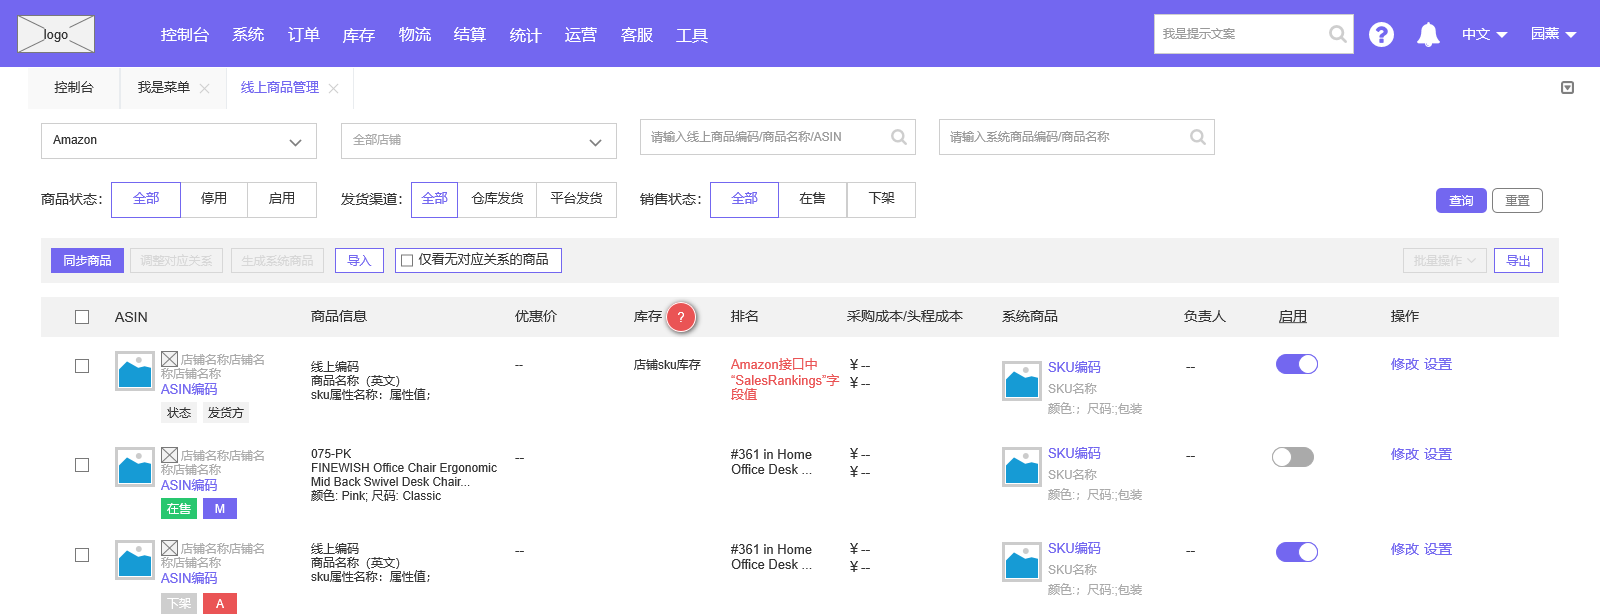 logo 控制台 系统 订单 库存 物流 结算 统计 运营 客服 工具 我是提示文案 ? 中文 园薰
控制台 我是菜单 线上商品管理
Amazon 全部店铺 请输入线上商品编码/商品名称/ASIN 请输入系统商品编码/商品名称
商品状态： 全部 停用 启用 发货渠道： 全部 仓库发货 平台发货 销售状态： 全部 在售 下架 查询 重置
同步商品 调整对应关系 生成系统商品 导入 仅看无对应关系的商品 批量操作 导出
ASIN 商品信息 优惠价 库存 ? 排名 采购成本/头程成本 系统商品 负责人 启用 操作
店铺名称店铺名
称店铺名称
ASIN编码
状态 发货方
线上编码
商品名称（英文）
sku属性名称：属性值；
--
店铺sku库存
Amazon接口中
“SalesRankings”字
段值
¥ --
¥ --
SKU编码
SKU名称
颜色:；尺码:;包装
--
修改 设置
店铺名称店铺名
称店铺名称
ASIN编码
在售 M
075-PK
FINEWISH Office Chair Ergonomic
Mid Back Swivel Desk Chair...
颜色: Pink; 尺码: Classic
--
#361 in Home
Office Desk ...
¥ --
¥ --
SKU编码
SKU名称
颜色:；尺码:;包装
--
修改 设置
店铺名称店铺名
称店铺名称
ASIN编码
下架 A
线上编码
商品名称（英文）
sku属性名称：属性值；
--
#361 in Home
Office Desk ...
¥ --
¥ --
SKU编码
SKU名称
颜色:；尺码:;包装
--
修改 设置